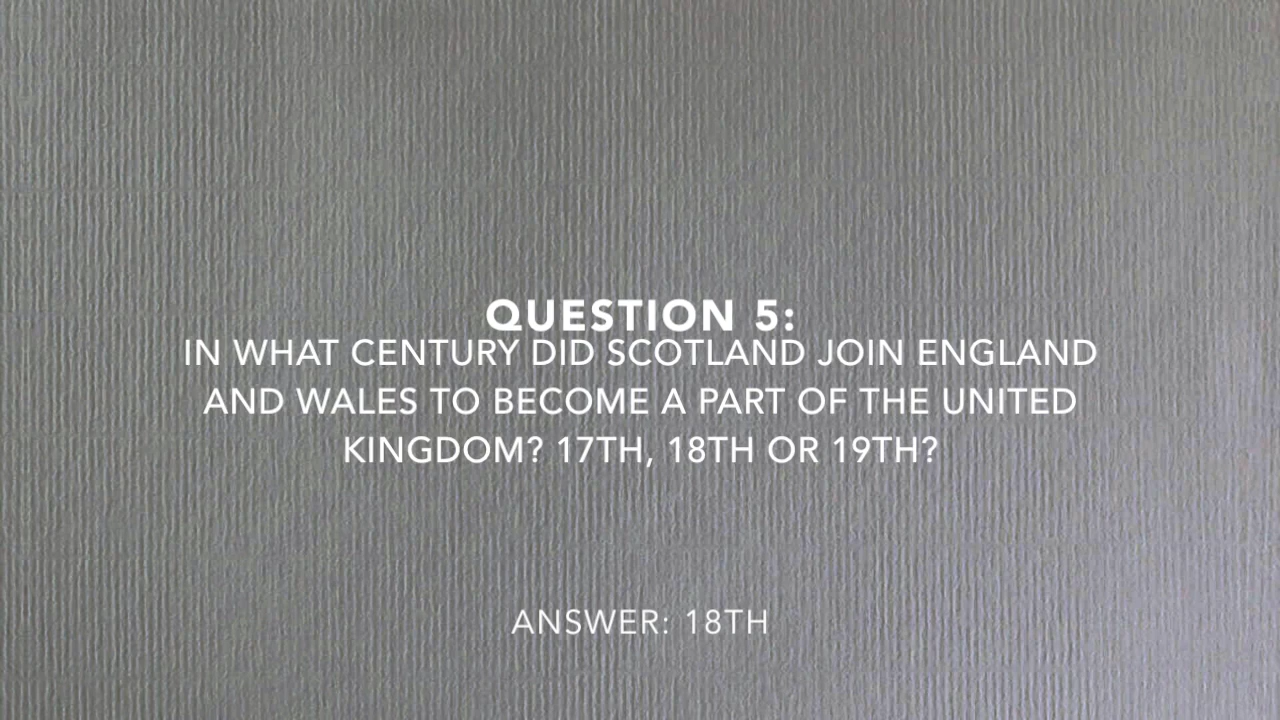 QUESTION 5:
IN WHAT CENTURY DID SCOTLAND JOIN ENGLAND
AND WALES TO BECOME A PART OF THE UNITED
KINGDOM? 17TH, 18TH OR 19TH?
ANSWER: 18TH